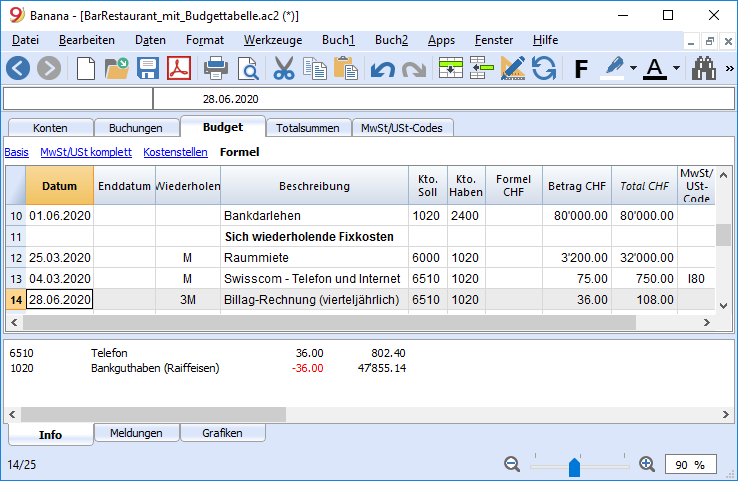 Banana - [BarRestaurant_mit_Budgettabelle.ac2 (*)]
Datei Bearbeiten Daten Format Werkzeuge Buch1 Buch2 Apps Fenster Hilfe
F A »
28.06.2020
Konten Buchungen Budget Totalsummen MwSt/USt-Codes
Basis MwSt/USt komplett Kostenstellen Formel
Datum Enddatum Wiederholen Beschreibung Kto. Soll Kto. Haben Formel CHF Betrag CHF Total CHF MwSt/USt-Code
10 01.06.2020 Bankdarlehen 1020 2400 80'000.00 80'000.00
11 Sich wiederholende Fixkosten
12 25.03.2020 M Raummiete 6000 1020 3'200.00 32'000.00
13 04.03.2020 M Swisscom - Telefon und Internet 6510 1020 75.00 750.00 I80
14 28.06.2020 3M Billag-Rechnung (vierteljährlich) 6510 1020 36.00 108.00
6510 Telefon 36.00 802.40
1020 Bankguthaben (Raiffeisen) -36.00 47'855.14
Info Meldungen Grafiken
14/25 90 %